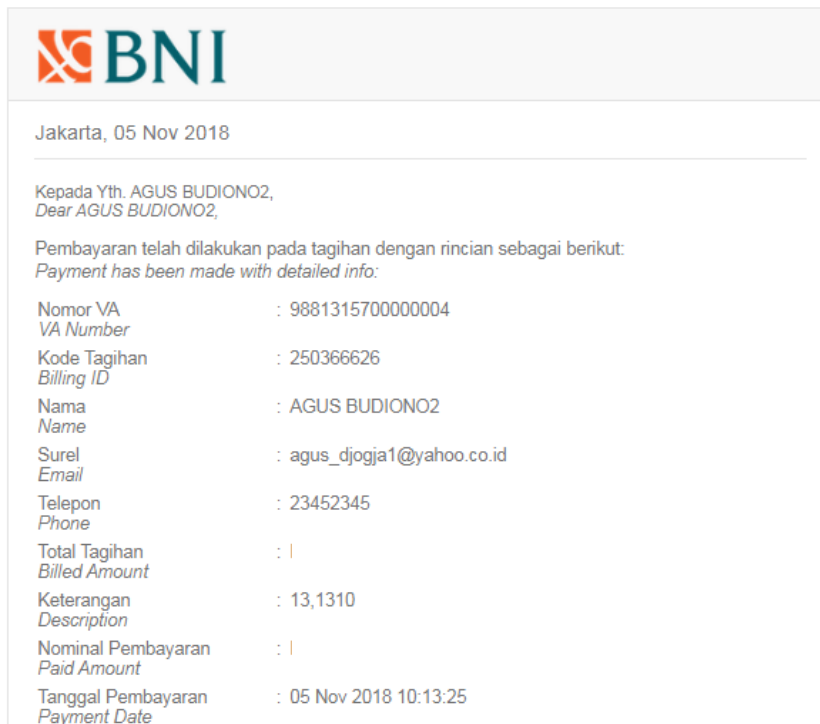 BNI
Jakarta, 05 Nov 2018
Kepada Yth. AGUS BUDIONO2,
Dear AGUS BUDIONO2,
Pembayaran telah dilakukan pada tagihan dengan rincian sebagai berikut:
Payment has been made with detailed info:
Nomor VA : 9881315700000004
VA Number
Kode Tagihan : 250366626
Billing ID
Nama : AGUS BUDIONO2
Name
Surel : agus_djogja1@yahoo.co.id
Email
Telepon : 23452345
Phone
Total Tagihan :
Billed Amount
Keterangan : 13,1310
Description
Nominal Pembayaran :
Paid Amount
Tanggal Pembayaran : 05 Nov 2018 10:13:25
Payment Date